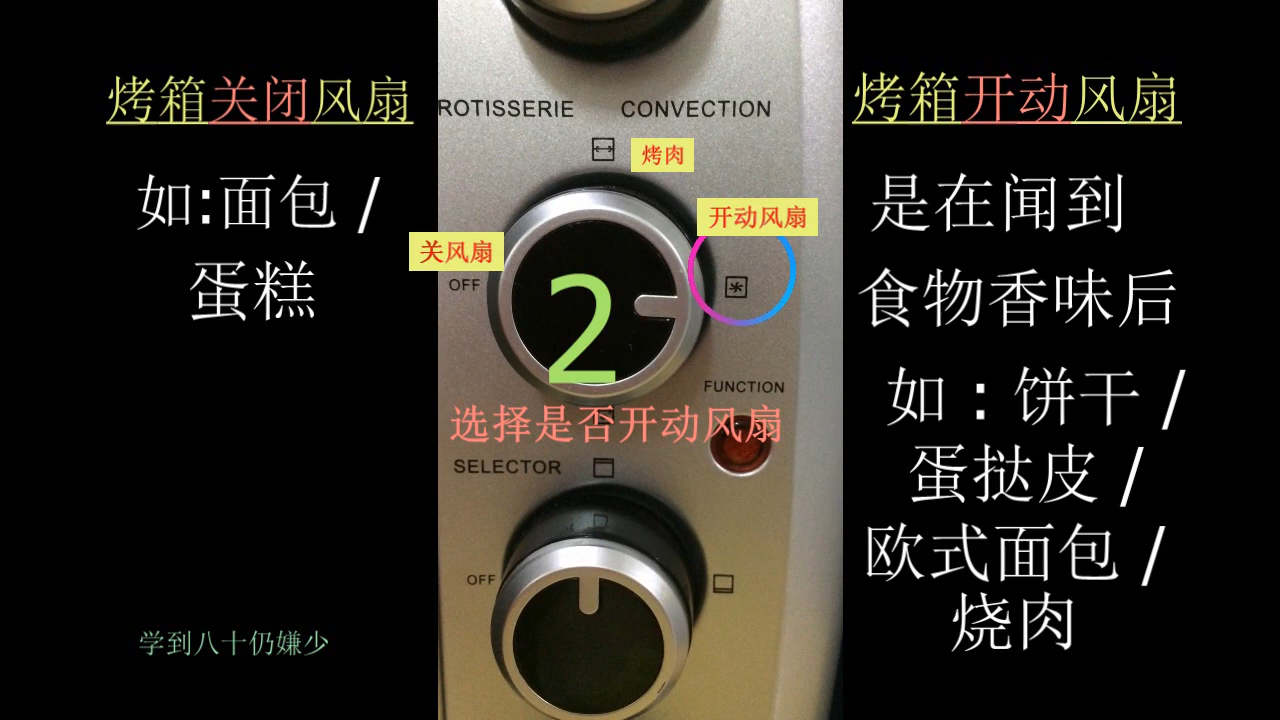 烤箱关闭风扇
如:面包 /
蛋糕
学到八十仍嫌少
ROTISSERIE CONVECTION
烤肉
开动风扇
关风扇
OFF
2
FUNCTION
选择是否开动风扇
SELECTOR
OFF
烤箱开动风扇
是在闻到
食物香味后
如：饼干 /
蛋挞皮 /
欧式面包 /
烧肉